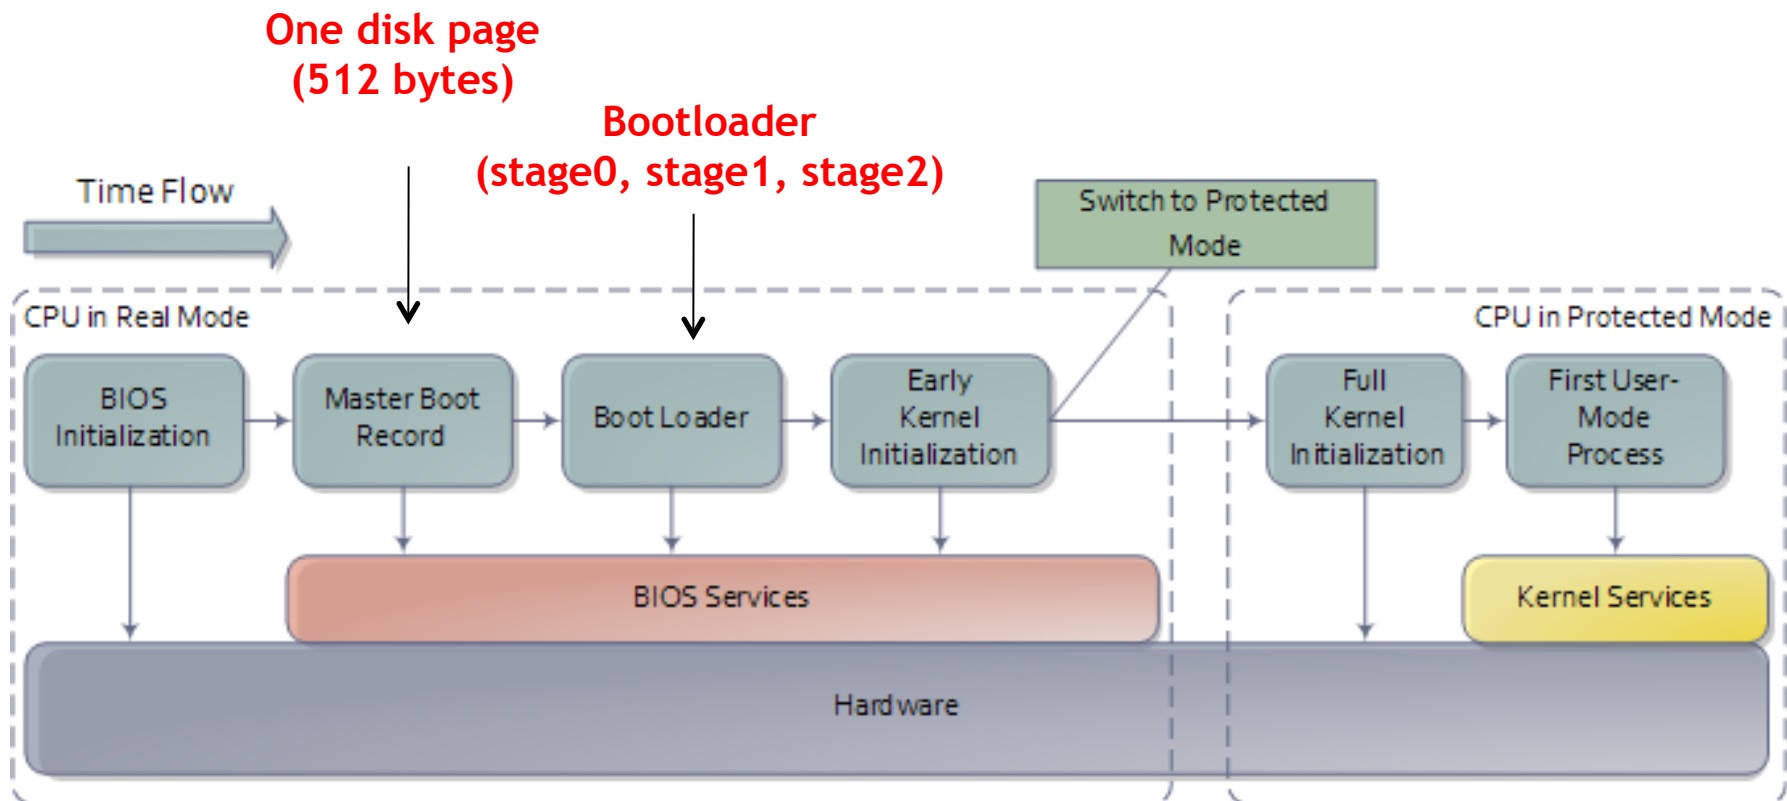 One disk page
(512 bytes)
Bootloader
(stage0, stage1, stage2)
Time Flow
Switch to Protected
Mode
CPU in Real Mode
CPU in Protected Mode
BIOS
Initialization
Master Boot
Record
Boot Loader
Early
Kernel
Initialization
Full
Kernel
Initialization
First User-
Mode
Process
BIOS Services
Kernel Services
Hardware